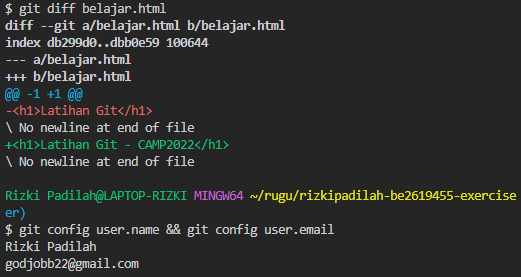 $ git diff belajar.html
diff --git a/belajar.html b/belajar.html
index db299d0..dbb0e59 100644
--- a/belajar.html
+++ b/belajar.html
@@ -1 +1 @@
-<h1>Latihan Git</h1>
\ No newline at end of file
+<h1>Latihan Git - CAMP2022</h1>
\ No newline at end of file
Rizki Padilah@LAPTOP-RIZKI MINGW64 ~/rugu/rizkipadilah-be2619455-exercise
er)
$ git config user.name && git config user.email
Rizki Padilah
godjobb22@gmail.com